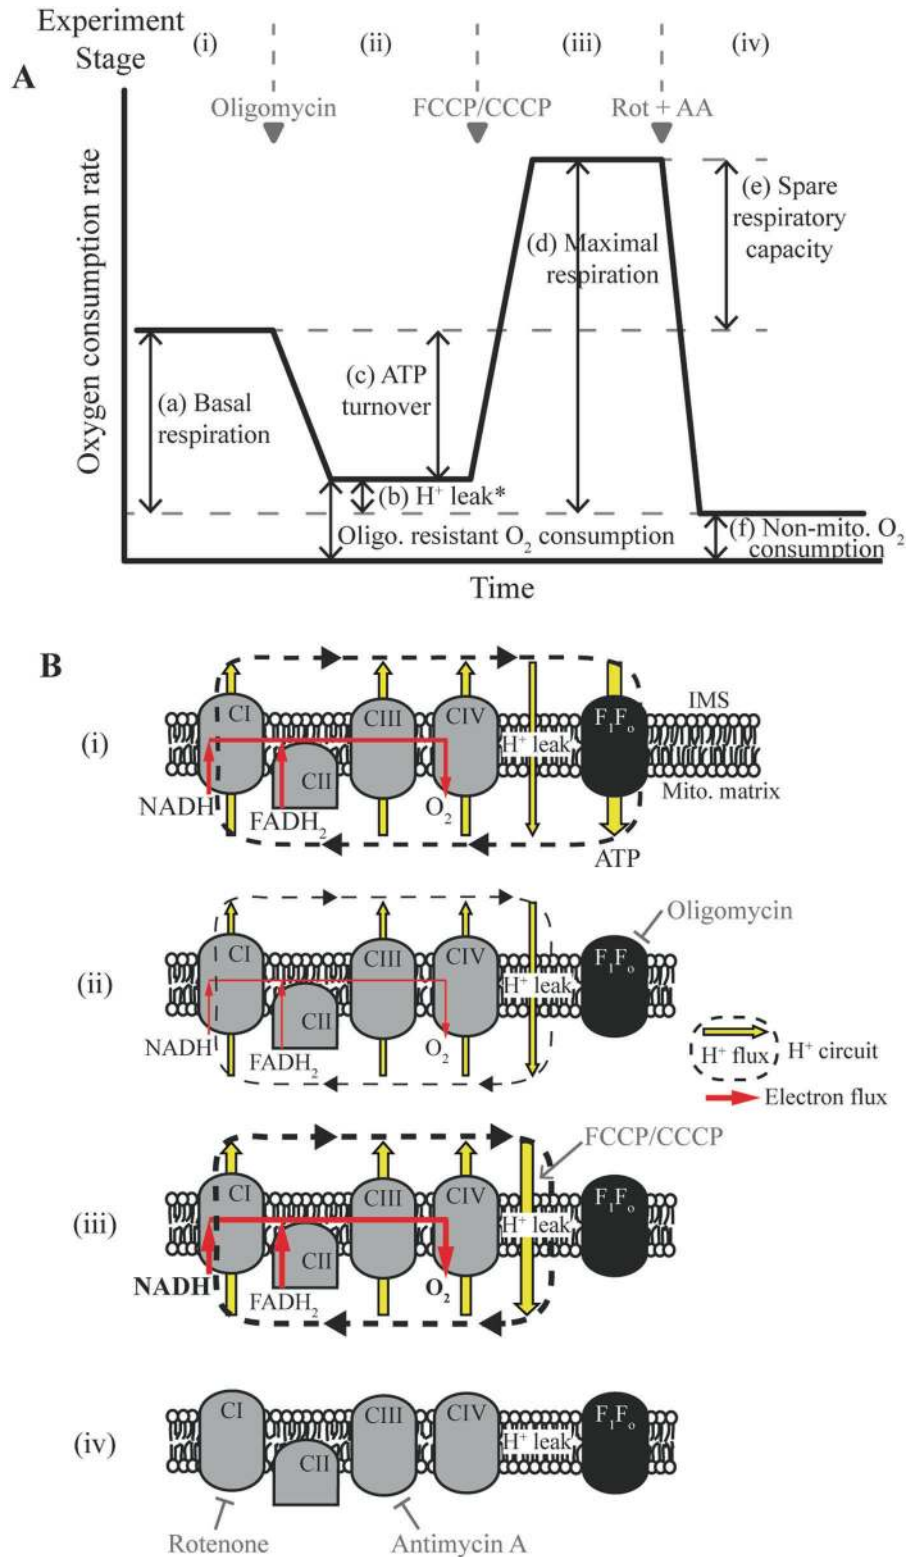 Experiment
Stage
(i)
(ii)
(iii)
(iv)
A
Oligomycin
FCCP/CCCP
Rot + AA
Oxygen consumption rate
(e) Spare
respiratory
capacity
(d) Maximal
respiration
(c) ATP
turnover
(a) Basal
respiration
(b) H⁺ leak*
Oligo. resistant O₂ consumption
(f) Non-mito. O₂
consumption
Time
B
(i)
CI
CIII
CIV
F₁Fₒ
IMS
H⁺ leak
CII
NADH
FADH₂
O₂
Mito. matrix
ATP
Oligomycin
(ii)
CI
CIII
CIV
F₁Fₒ
H⁺ leak
CII
NADH
FADH₂
O₂
H⁺ flux
H⁺ circuit
Electron flux
FCCP/CCCP
(iii)
CI
CIII
CIV
F₁Fₒ
H⁺ leak
CII
NADH
FADH₂
O₂
(iv)
CI
CIII
CIV
F₁Fₒ
H⁺ leak
CII
Rotenone
Antimycin A